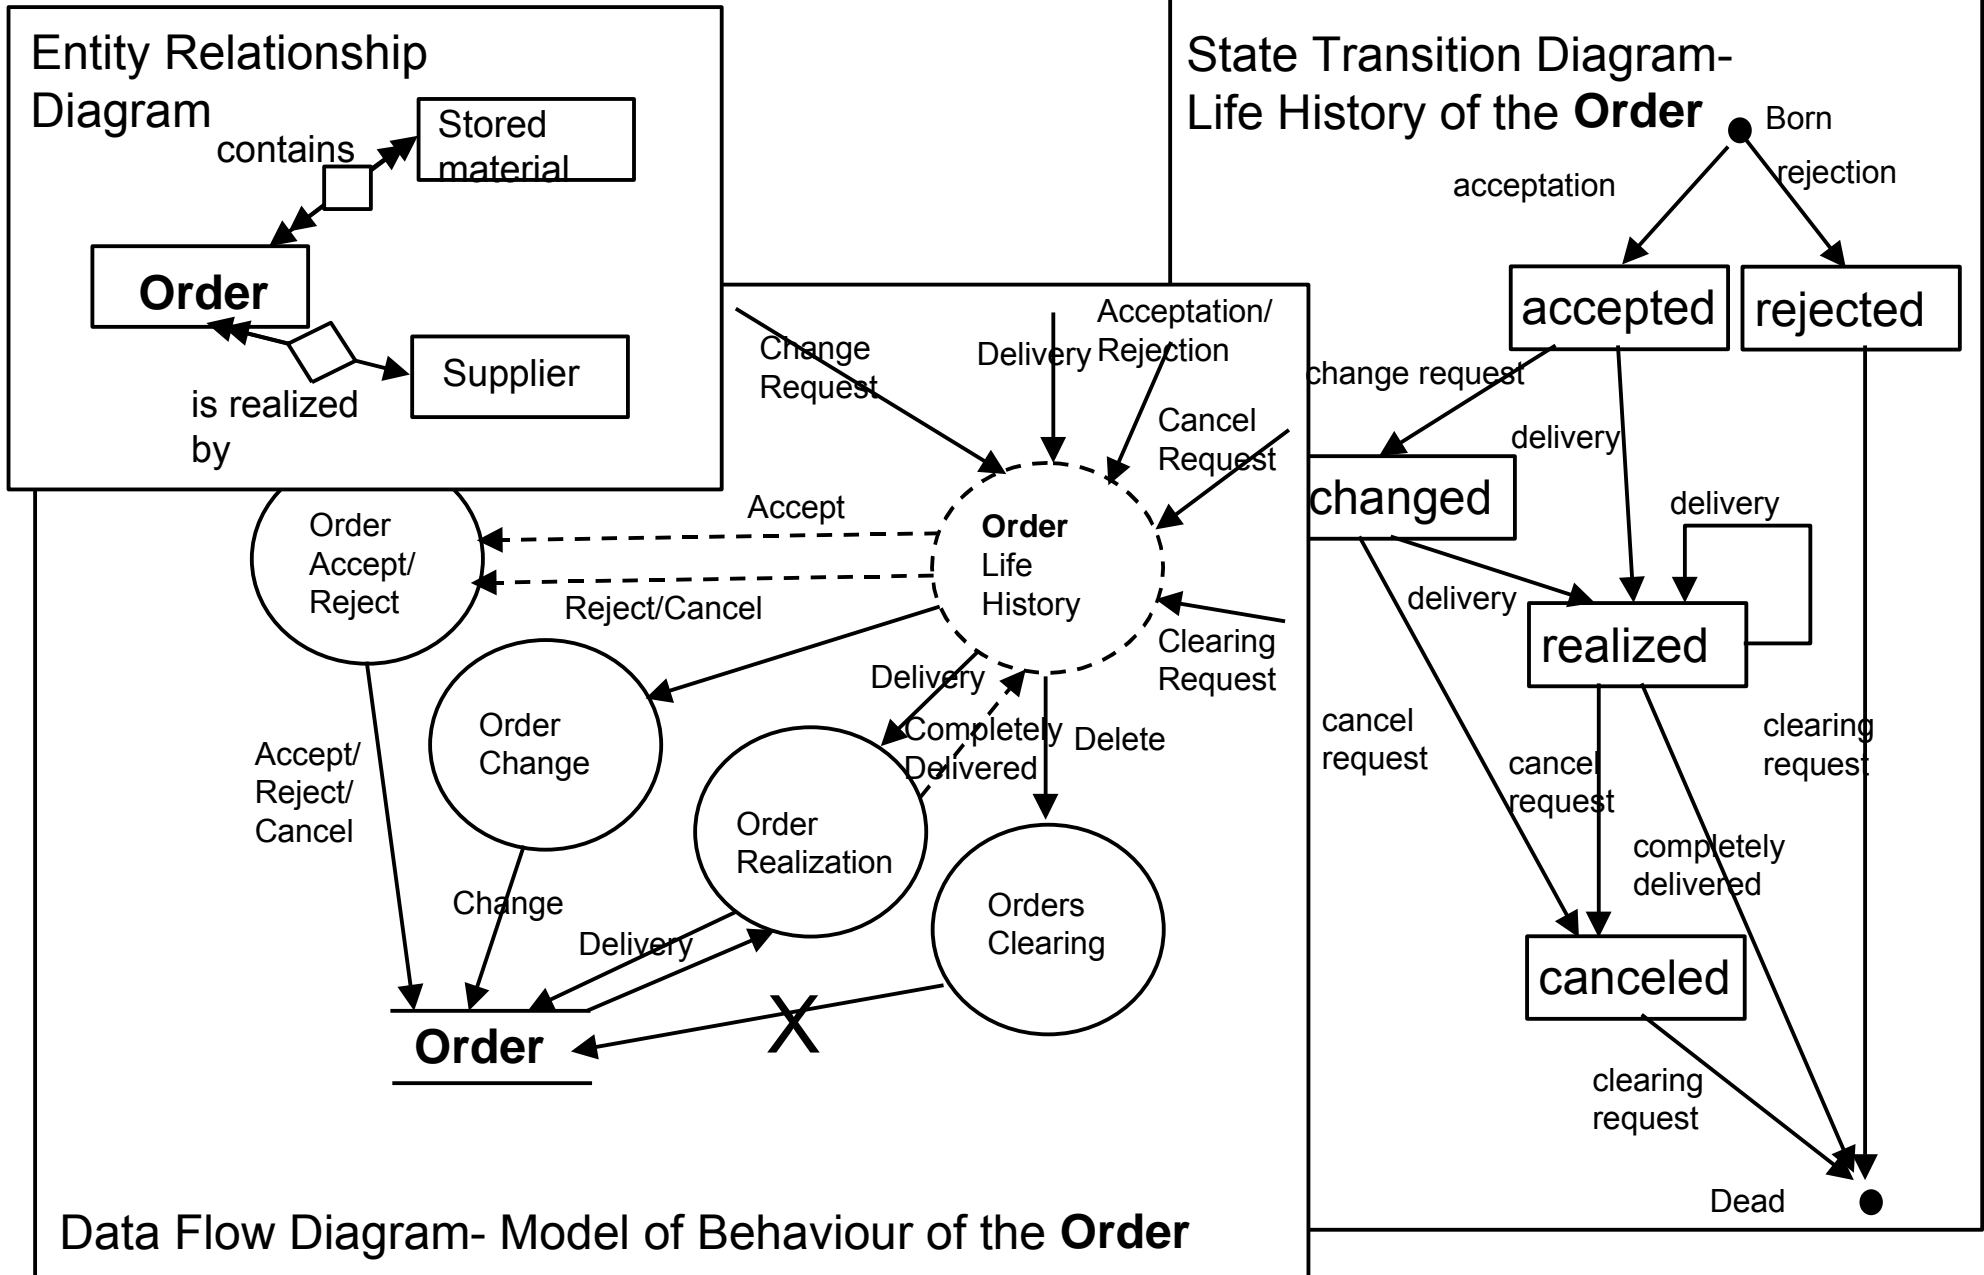 Entity Relationship
Diagram
contains
Stored
material
Order
Supplier
is realized
by
State Transition Diagram-
Life History of the Order
Born
acceptation
rejection
accepted
rejected
change request
delivery
changed
delivery
delivery
realized
cancel
request
cancel
request
clearing
request
completely
delivered
canceled
clearing
request
Dead
Change
Request
Delivery
Acceptation/
Rejection
Cancel
Request
Order
Accept/
Reject
Accept
Order
Life
History
Reject/Cancel
Clearing
Request
Delivery
Order
Change
Completely
Delivered
Delete
Accept/
Reject/
Cancel
Order
Realization
Change
Orders
Clearing
Delivery
X
Order
Data Flow Diagram- Model of Behaviour of the Order